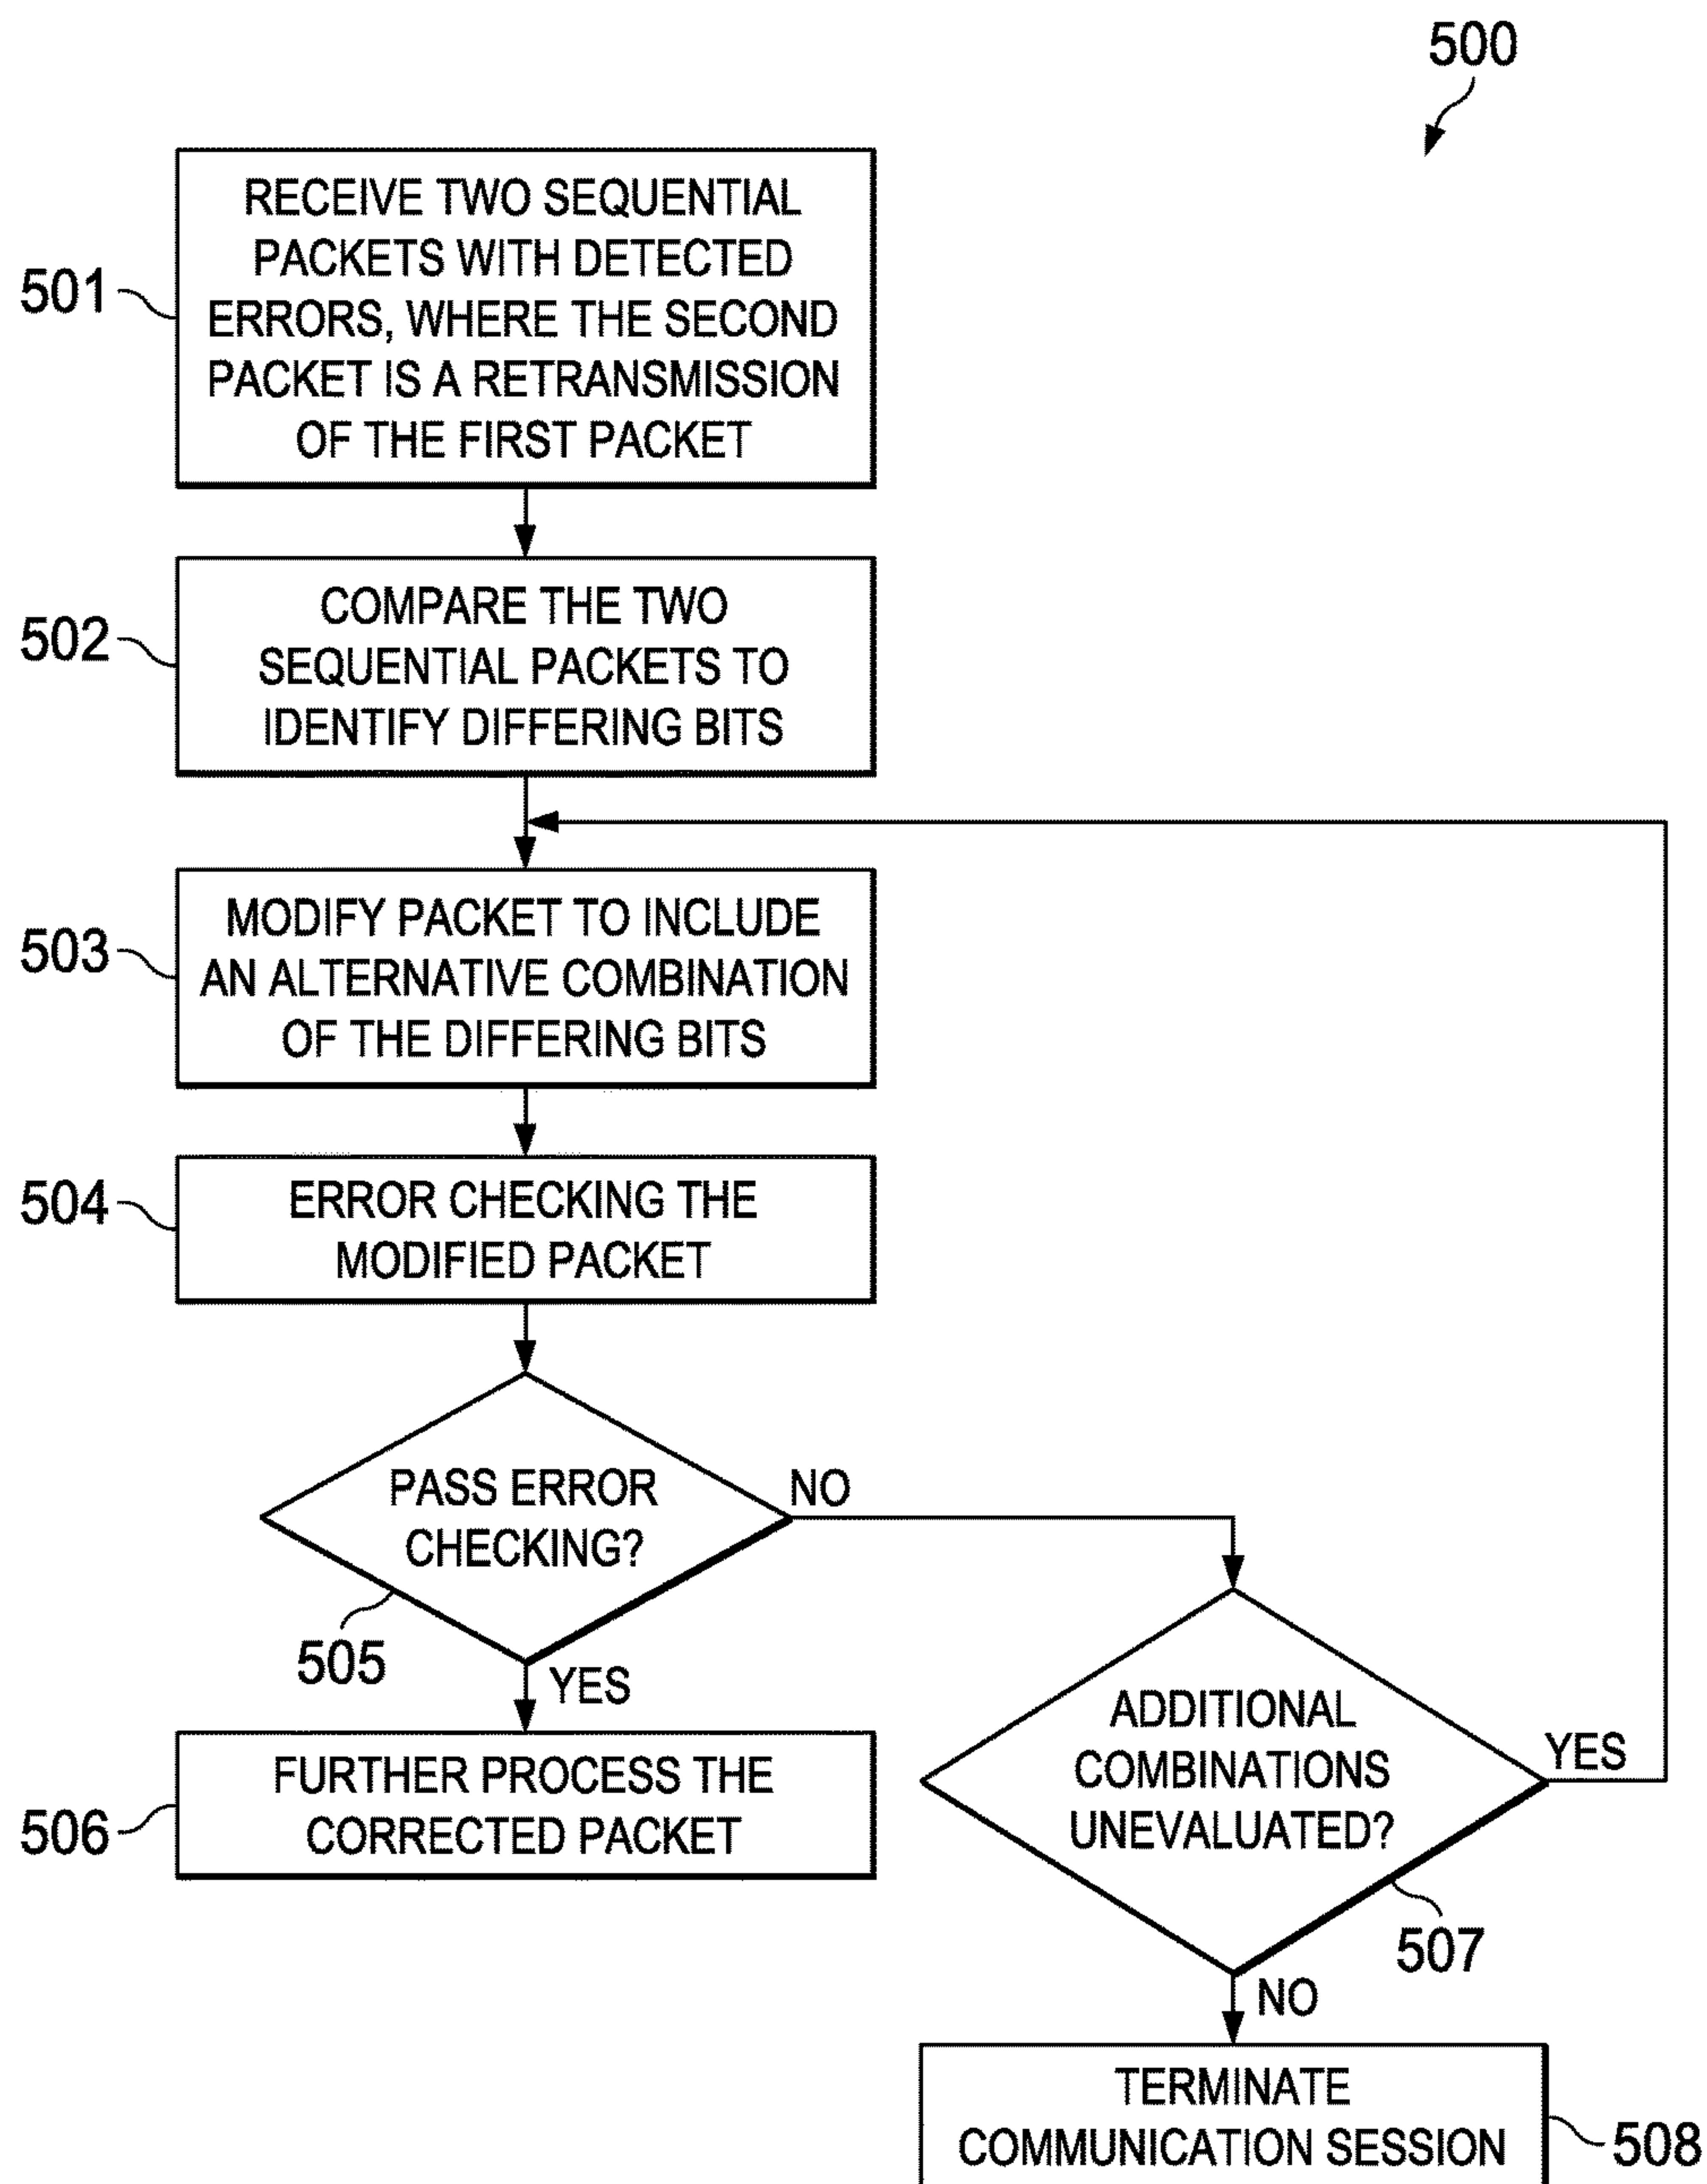 500
501
RECEIVE TWO SEQUENTIAL
PACKETS WITH DETECTED
ERRORS, WHERE THE SECOND
PACKET IS A RETRANSMISSION
OF THE FIRST PACKET
502
COMPARE THE TWO
SEQUENTIAL PACKETS TO
IDENTIFY DIFFERING BITS
503
MODIFY PACKET TO INCLUDE
AN ALTERNATIVE COMBINATION
OF THE DIFFERING BITS
504
ERROR CHECKING THE
MODIFIED PACKET
PASS ERROR
CHECKING?
505
NO
YES
506
FURTHER PROCESS THE
CORRECTED PACKET
ADDITIONAL
COMBINATIONS
UNEVALUATED?
507
YES
NO
TERMINATE
COMMUNICATION SESSION
508